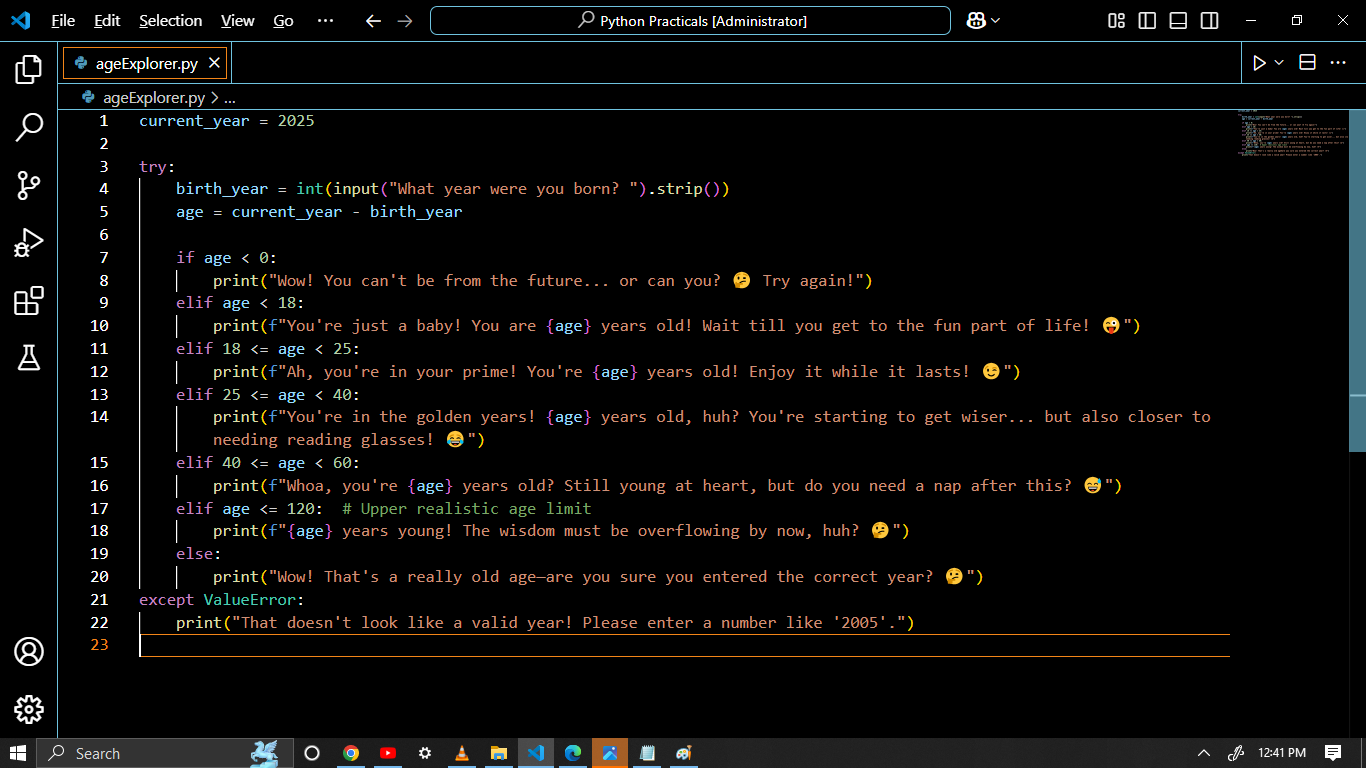 File Edit Selection View Go ··· Python Practicals [Administrator]
ageExplorer.py
ageExplorer.py > ...
1 current_year = 2025
2
3 try:
4 birth_year = int(input("What year were you born? ").strip())
5 age = current_year - birth_year
6
7 if age < 0:
8 print("Wow! You can't be from the future... or can you? 🤔 Try again!")
9 elif age < 18:
10 print(f"You're just a baby! You are {age} years old! Wait till you get to the fun part of life! 😜")
11 elif 18 <= age < 25:
12 print(f"Ah, you're in your prime! You're {age} years old! Enjoy it while it lasts! 😉")
13 elif 25 <= age < 40:
14 print(f"You're in the golden years! {age} years old, huh? You're starting to get wiser... but also closer to
needing reading glasses! 😂")
15 elif 40 <= age < 60:
16 print(f"Whoa, you're {age} years old? Still young at heart, but do you need a nap after this? 😅")
17 elif age <= 120: # Upper realistic age limit
18 print(f"{age} years young! The wisdom must be overflowing by now, huh? 🤔")
19 else:
20 print("Wow! That's a really old age—are you sure you entered the correct year? 🤔")
21 except ValueError:
22 print("That doesn't look like a valid year! Please enter a number like '2005'.")
23
Search
12:41 PM